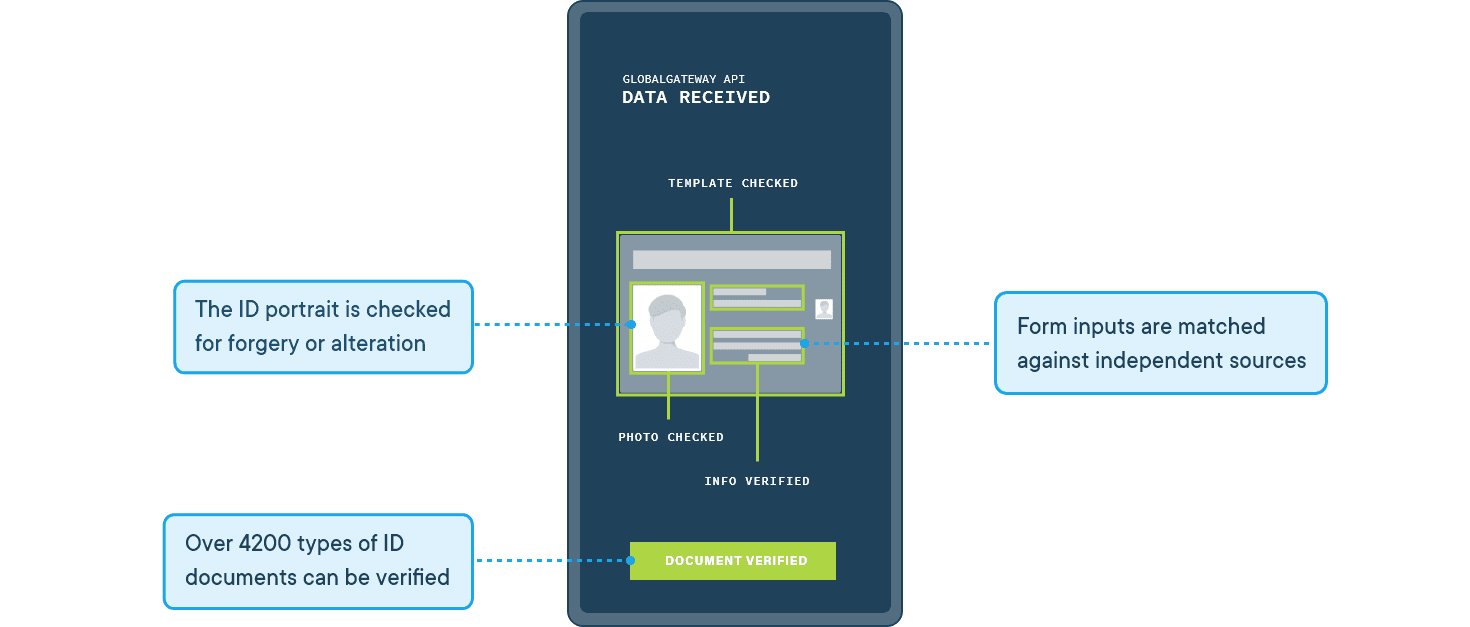 GLOBALGATEWAY API
DATA RECEIVED
TEMPLATE CHECKED
The ID portrait is checked
for forgery or alteration
Form inputs are matched
against independent sources
PHOTO CHECKED
INFO VERIFIED
Over 4200 types of ID
documents can be verified
DOCUMENT VERIFIED